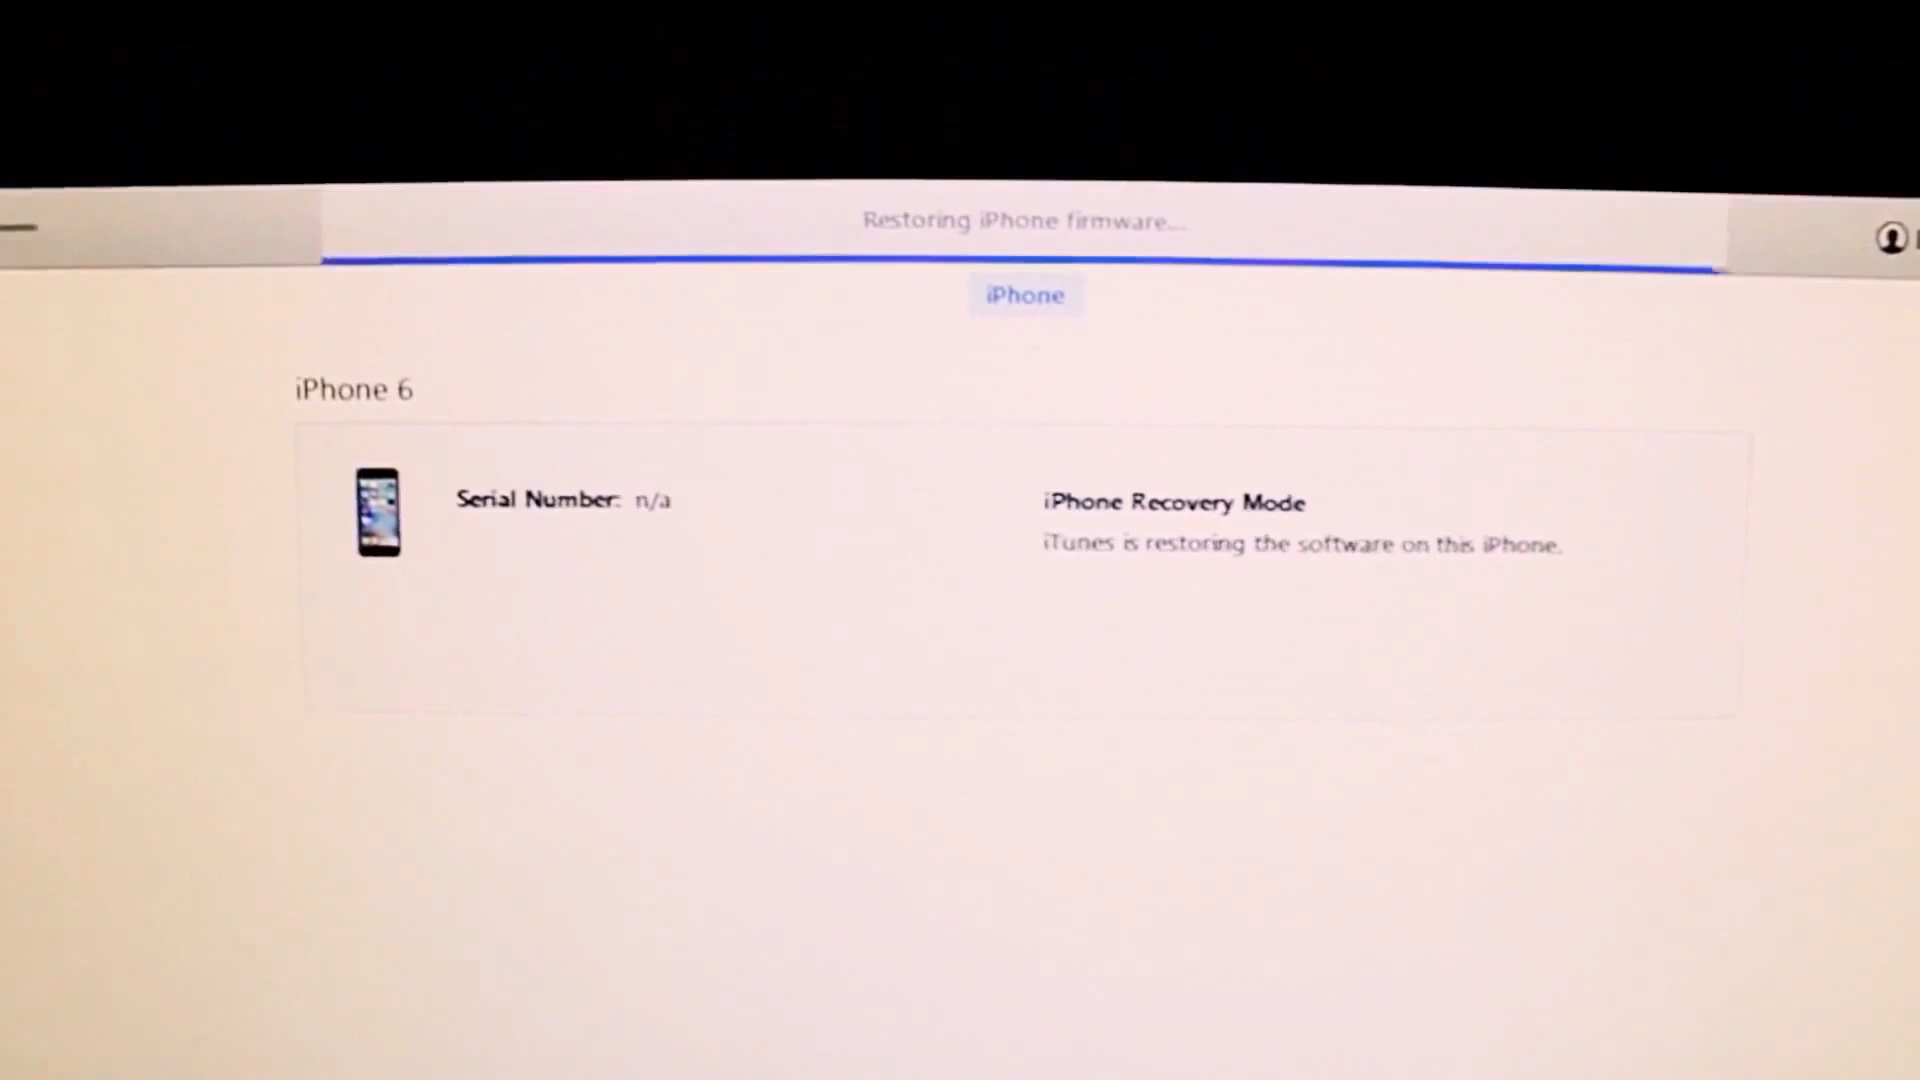 Restoring iPhone firmware...
iPhone
iPhone 6
Serial Number: n/a
iPhone Recovery Mode
iTunes is restoring the software on this iPhone.